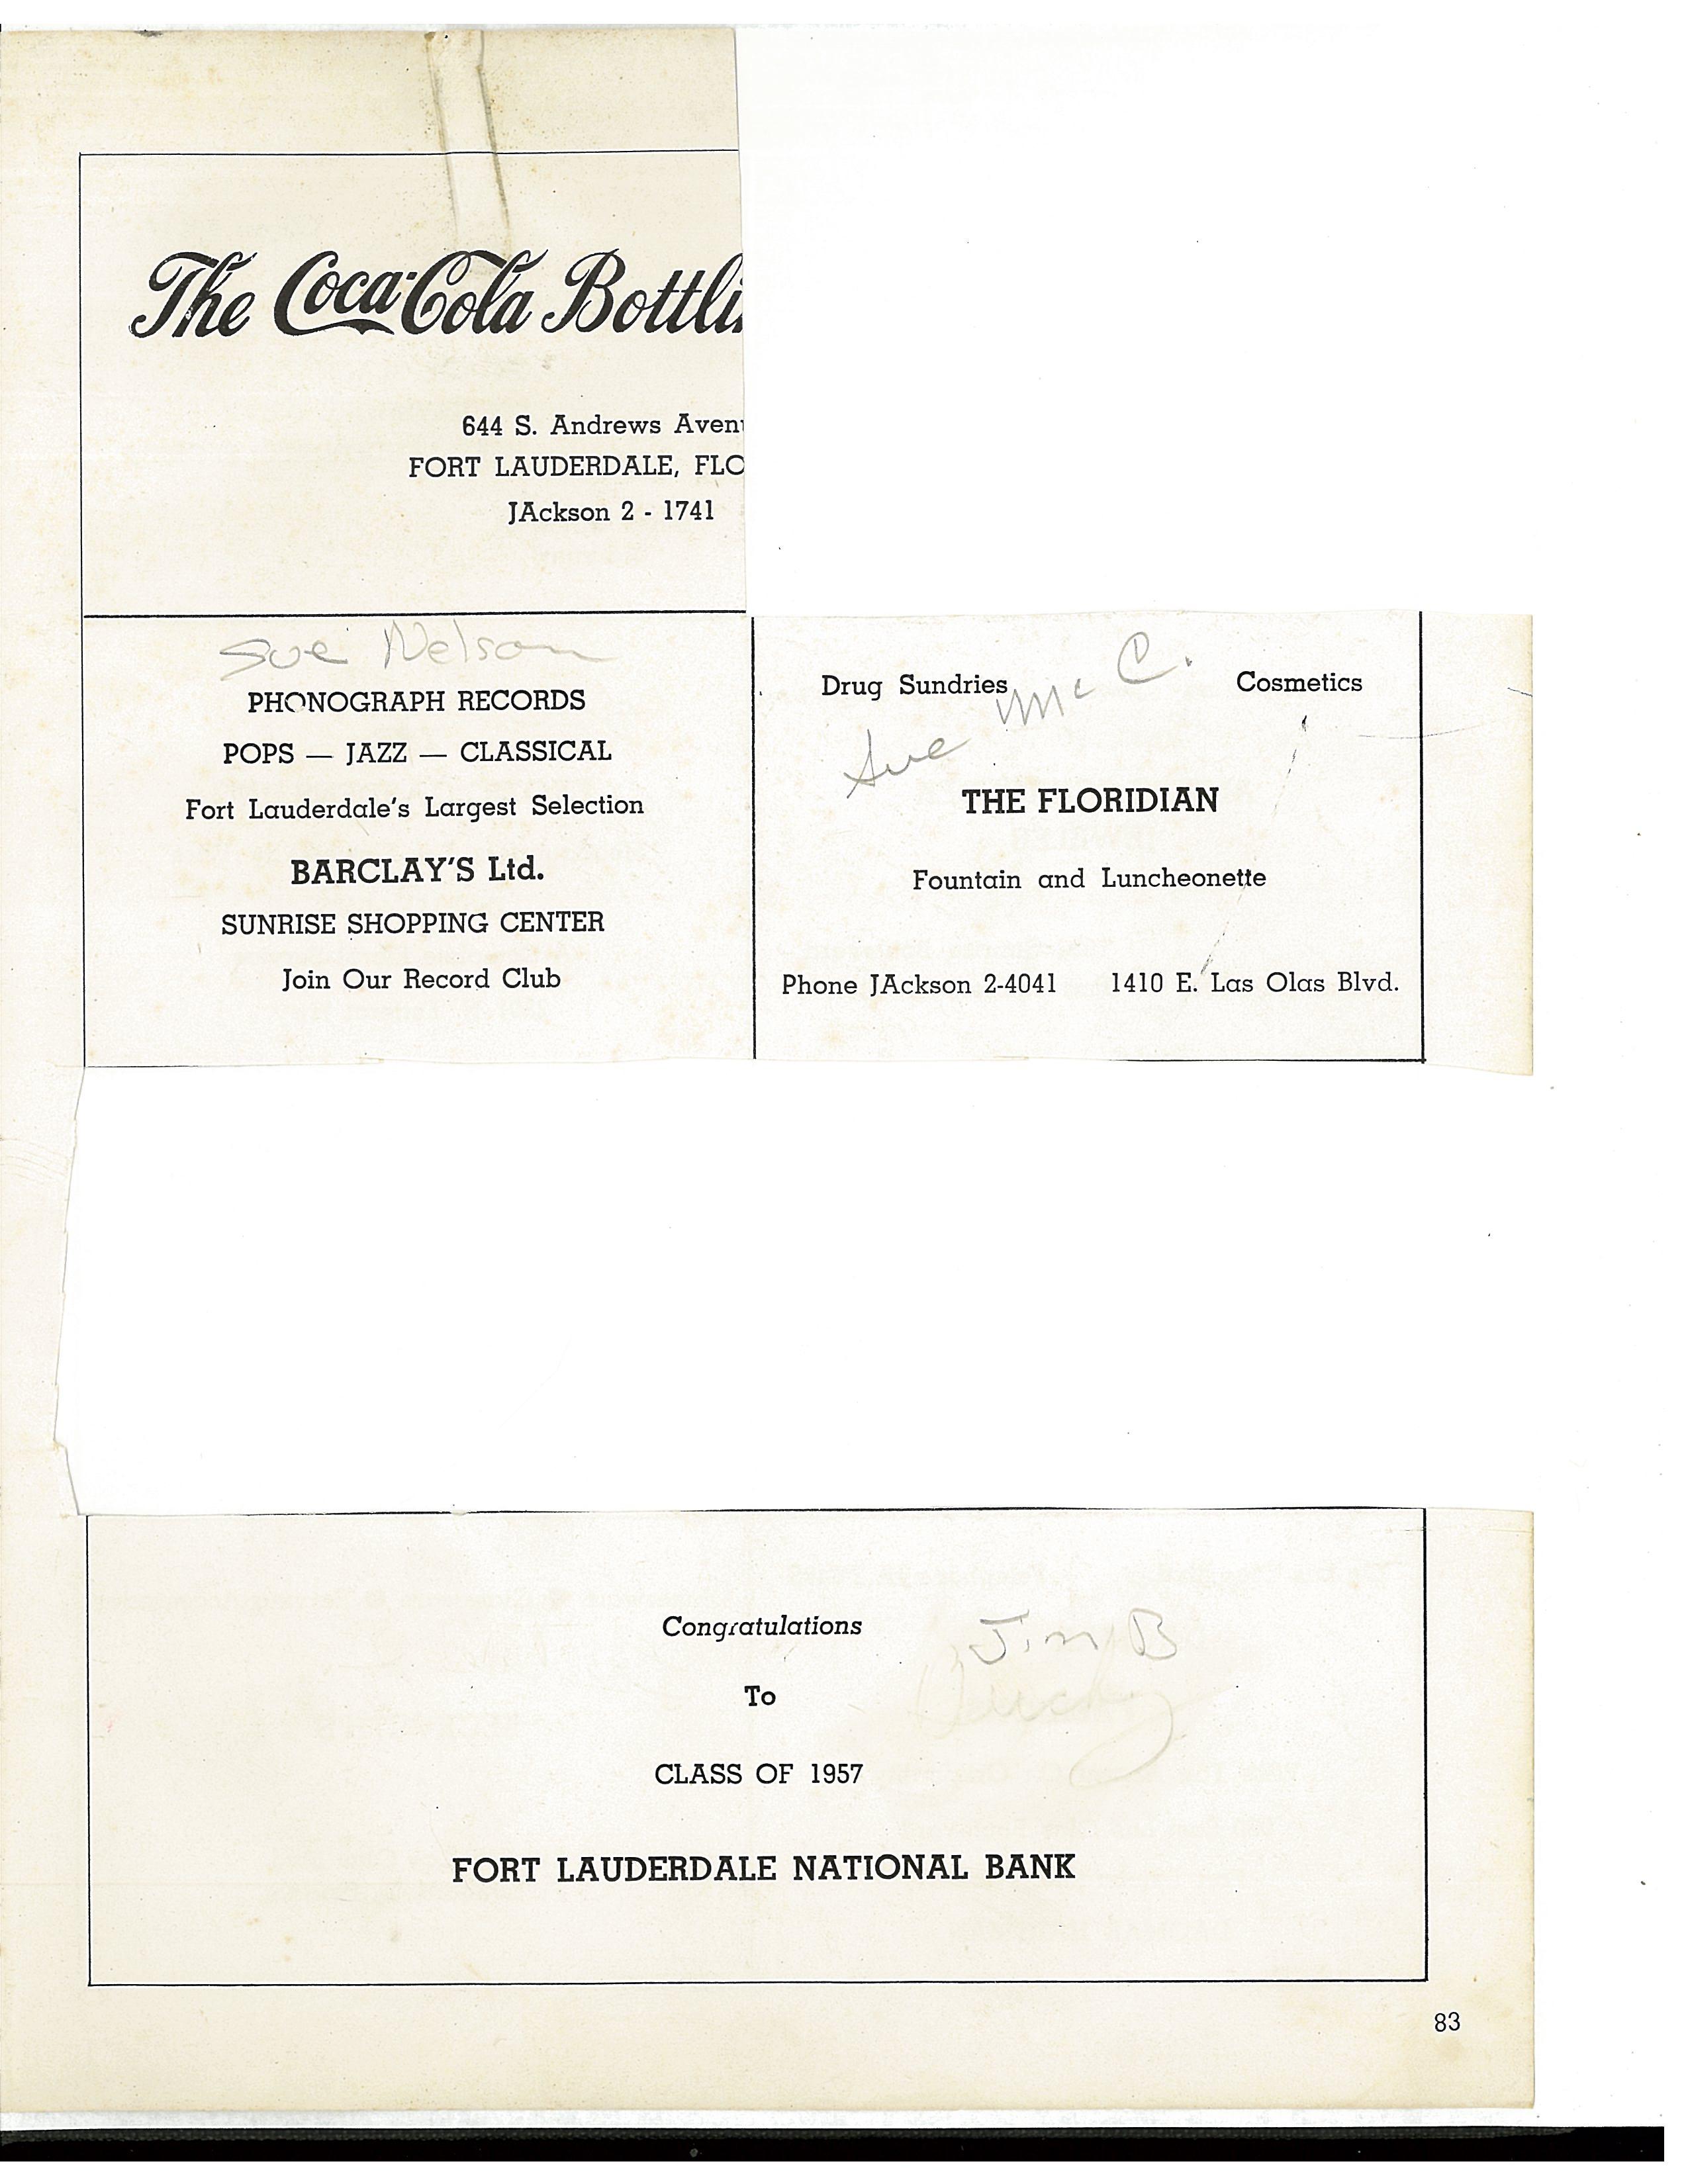 The Coca-Cola Bottli
644 S. Andrews Aven
FORT LAUDERDALE, FLO
JAckson 2 - 1741
Sue Nelson
PHONOGRAPH RECORDS
POPS — JAZZ — CLASSICAL
Fort Lauderdale's Largest Selection
BARCLAY'S Ltd.
SUNRISE SHOPPING CENTER
Join Our Record Club
Drug Sundries Cosmetics
Sue Mc C.
THE FLORIDIAN
Fountain and Luncheonette
Phone JAckson 2-4041 1410 E. Las Olas Blvd.
Congratulations
Jim B
To
CLASS OF 1957
FORT LAUDERDALE NATIONAL BANK
83